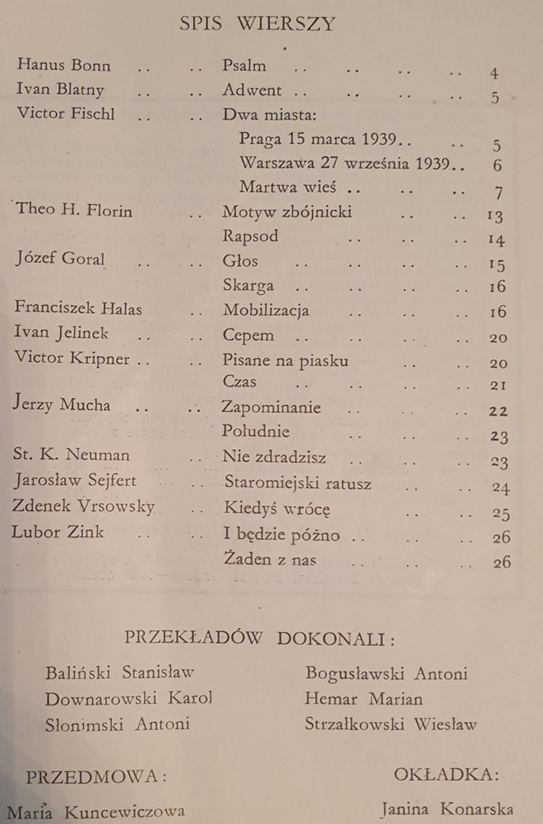 SPIS WIERSZY
Hanus Bonn .. .. Psalm .. .. .. .. 4
Ivan Blatny .. .. Adwent .. .. .. .. 5
Victor Fischl .. .. Dwa miasta:
Praga 15 marca 1939.. .. 5
Warszawa 27 września 1939.. 6
Martwa wieś .. .. .. 7
Theo H. Florin .. Motyw zbójnicki .. .. 13
Rapsod .. .. .. 14
Józef Goral .. .. Głos .. .. .. .. 15
Skarga .. .. .. .. 16
Franciszek Halas .. Mobilizacja .. .. .. 16
Ivan Jelinek .. .. Cepem .. .. .. .. 20
Victor Kripner .. .. Pisane na piasku .. .. 20
Czas .. .. .. .. 21
Jerzy Mucha .. .. Zapominanie .. .. .. 22
Południe .. .. .. 23
St. K. Neuman .. Nie zdradzisz .. .. .. 23
Jarosław Sejfert .. Staromiejski ratusz .. .. 24
Zdenek Vrsowsky .. Kiedyś wrócę .. .. 25
Lubor Zink .. .. I będzie późno .. .. .. 26
Żaden z nas .. .. .. 26
PRZEKŁADÓW DOKONALI:
Baliński Stanisław Bogusławski Antoni
Downarowski Karol Hemar Marian
Słonimski Antoni Strzałkowski Wiesław
PRZEDMOWA: OKŁADKA:
Maria Kuncewiczowa Janina Konarska